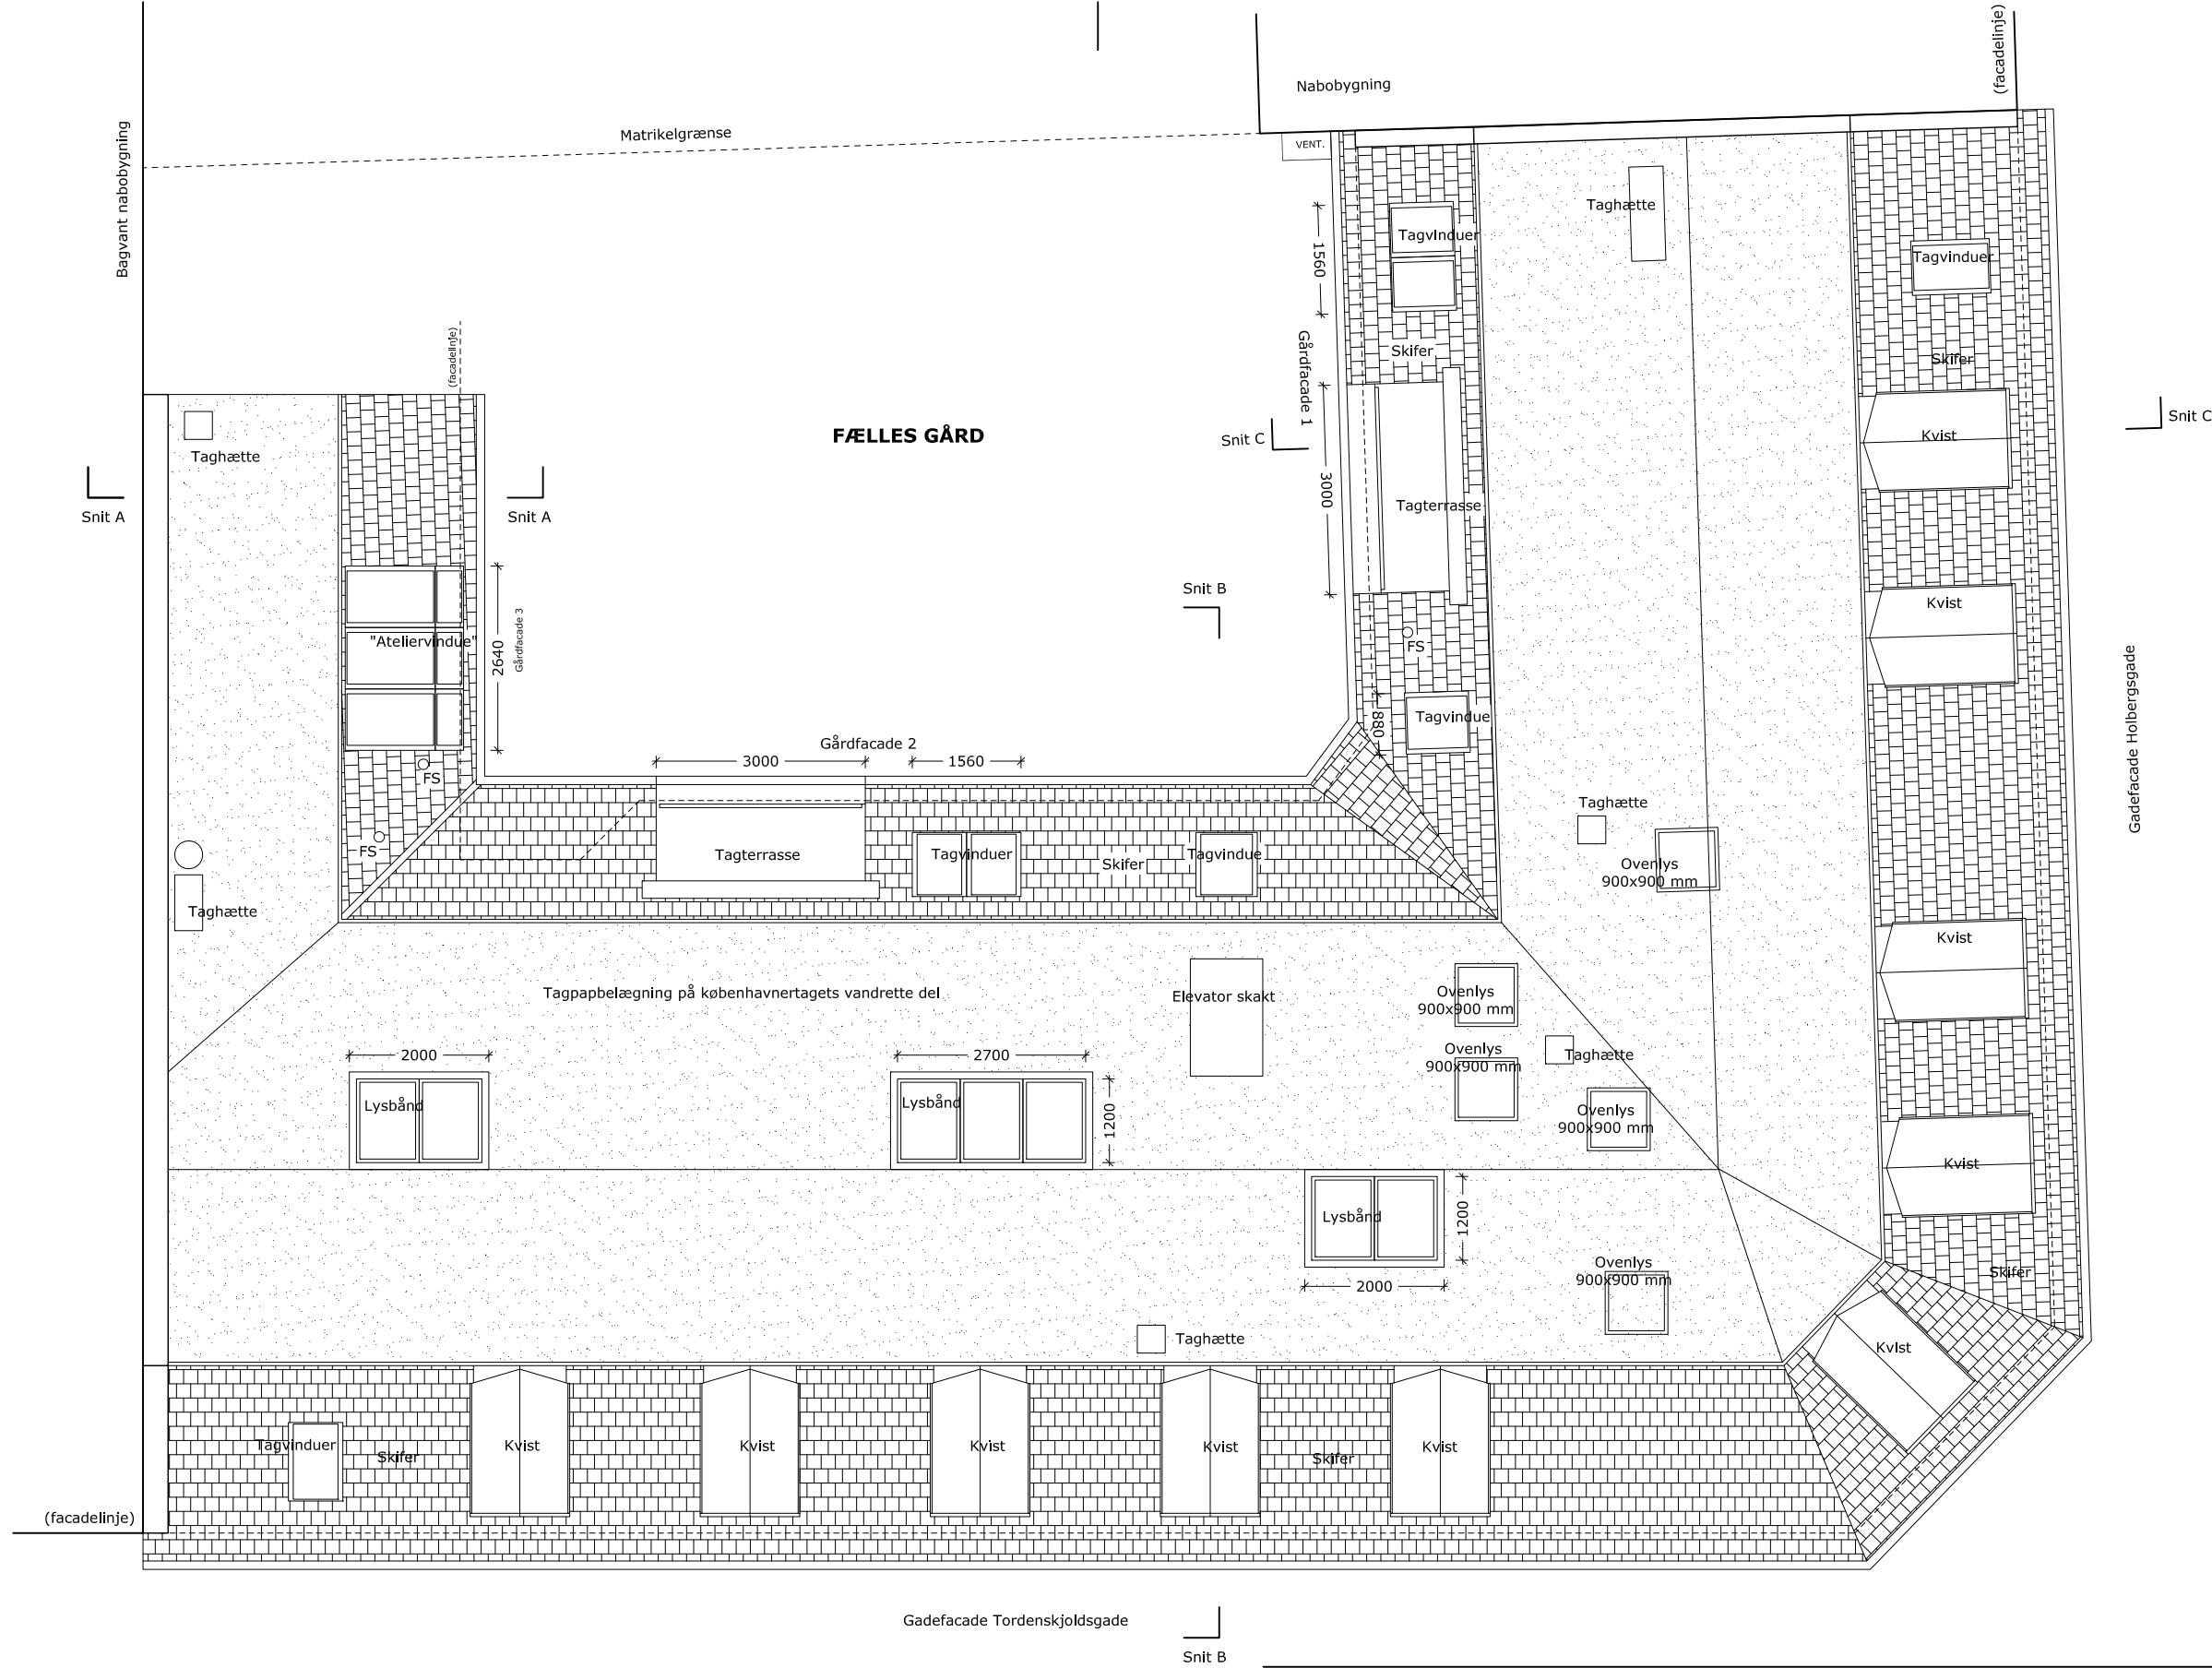 (facadelinje)
Nabobygning
Matrikelgrænse
Bagvant nabobygning
VENT.
Taghætte
TagvInduer
1560
Tagvinduer
Skifer
Gårdfacade 1
Skifer
(facadelinje)
Snit C
Kvist
FÆLLES GÅRD
Snit C
Taghætte
3000
Tagterrasse
Snit A
Snit A
Snit B
Kvist
"Ateliervindue"
2640
Gårdfacade 3
FS
Gadefacade Holbergsgade
880
Tagvindue
Gårdfacade 2
3000
1560
FS
Taghætte
FS
Tagterrasse
Tagvinduer
Skifer
Tagvindue
Ovenlys
900x900 mm
Taghætte
Kvist
Tagpapbelægning på københavnertagets vandrette del
Elevator skakt
Ovenlys
900x900 mm
2000
2700
Ovenlys
900x900 mm
Taghætte
Lysbånd
Lysbånd
1200
Ovenlys
900x900 mm
Kvist
Lysbånd
1200
2000
Ovenlys
900x900 mm
Skifer
Taghætte
KvIst
Tagvinduer
Skifer
Kvist
Kvist
Kvist
Kvist
Skifer
Kvist
(facadelinje)
Gadefacade Tordenskjoldsgade
Snit B